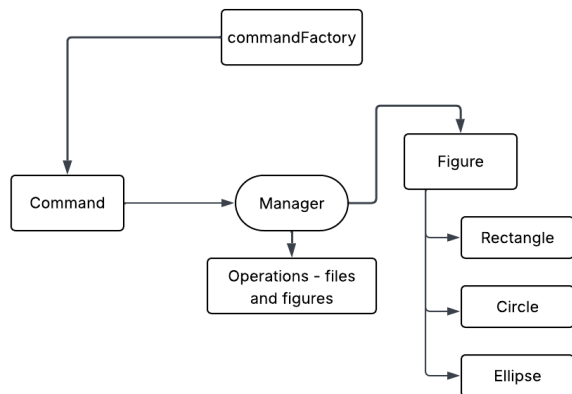 commandFactory
Figure
Command
Manager
Rectangle
Operations - files
and figures
Circle
Ellipse